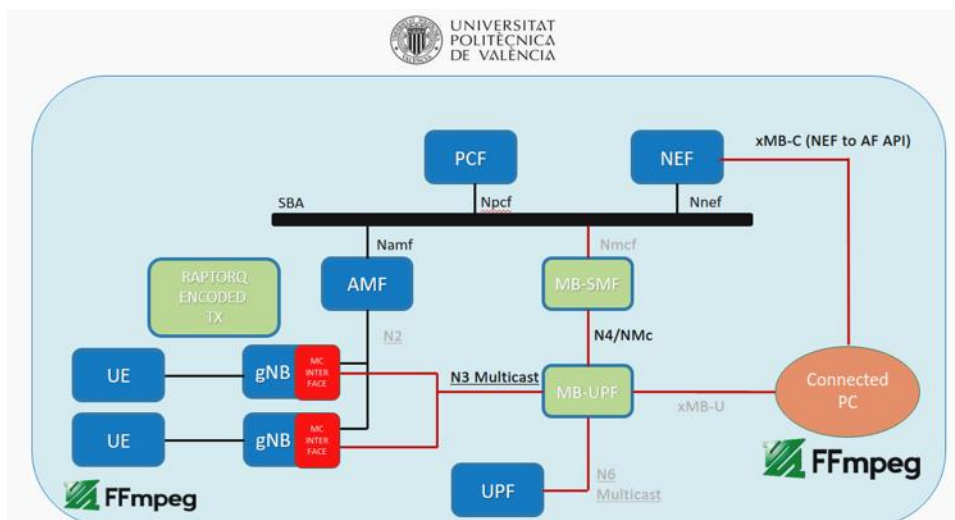 UNIVERSITAT
POLITÈCNICA
DE VALÈNCIA
xMB-C (NEF to AF API)
PCF
NEF
SBA
Npcf
Nnef
Namf
Nmcf
RAPTORQ
ENCODED
TX
AMF
MB-SMF
N2
N4/NMc
UE
gNB
MC
INTER
FACE
N3 Multicast
MB-UPF
xMB-U
Connected
PC
UE
gNB
MC
INTER
FACE
FFmpeg
UPF
N6
Multicast
FFmpeg